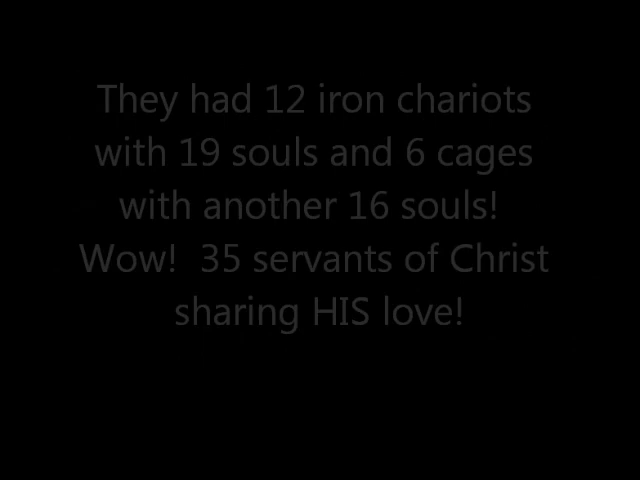 They had 12 iron chariots
with 19 souls and 6 cages
with another 16 souls!
Wow!  35 servants of Christ
sharing HIS love!